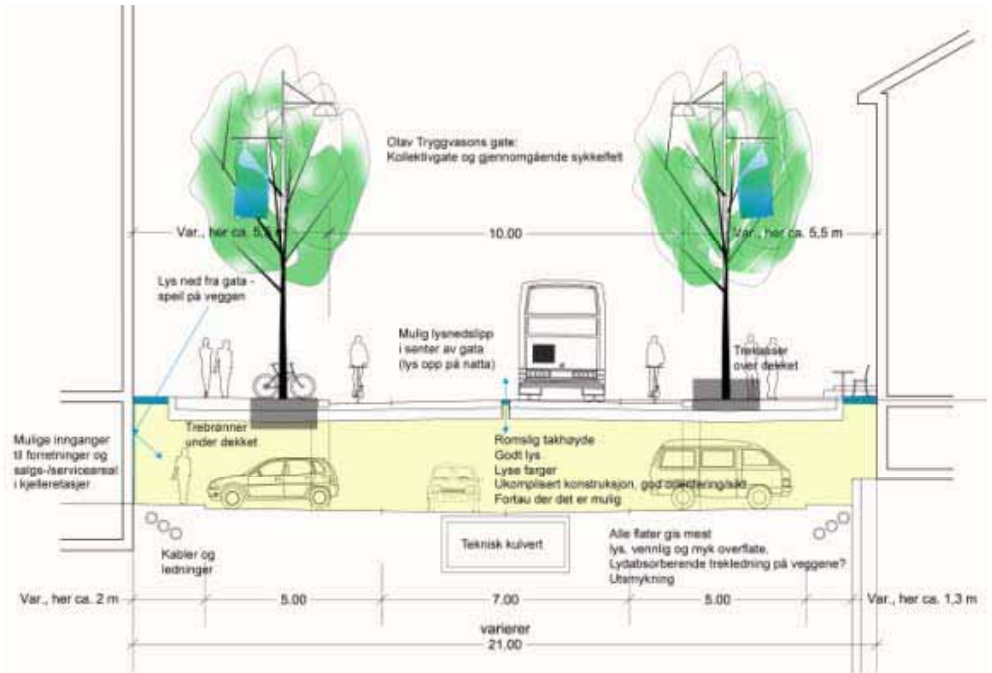 Olav Tryggvasons gate:
Kollektivgate og gjennomgående sykkelfelt
Var., her ca. 5,5 m
10.00
Var., her ca. 5,5 m
Lys ned fra gata -
speil på veggen
Mulig lysnedslipp
i senter av gata
(lys opp på natta)
Trekasser
over dekket
Mulige innganger
til forretninger og
salgs-/serviceareal
i kjelleretasjer
Trebrønner
under dekket
Romslig takhøyde
Godt lys
Lyse farger
Ukomplisert konstruksjon, god orientering/sikt
Fortau der det er mulig
Kabler og
ledninger
Teknisk kulvert
Alle flater gis mest
lys, vennlig og myk overflate.
Lydabsorberende trekledning på veggene?
Utsmykning
Var., her ca. 2 m
5.00
7.00
5.00
Var., her ca. 1,3 m
varierer
21,00